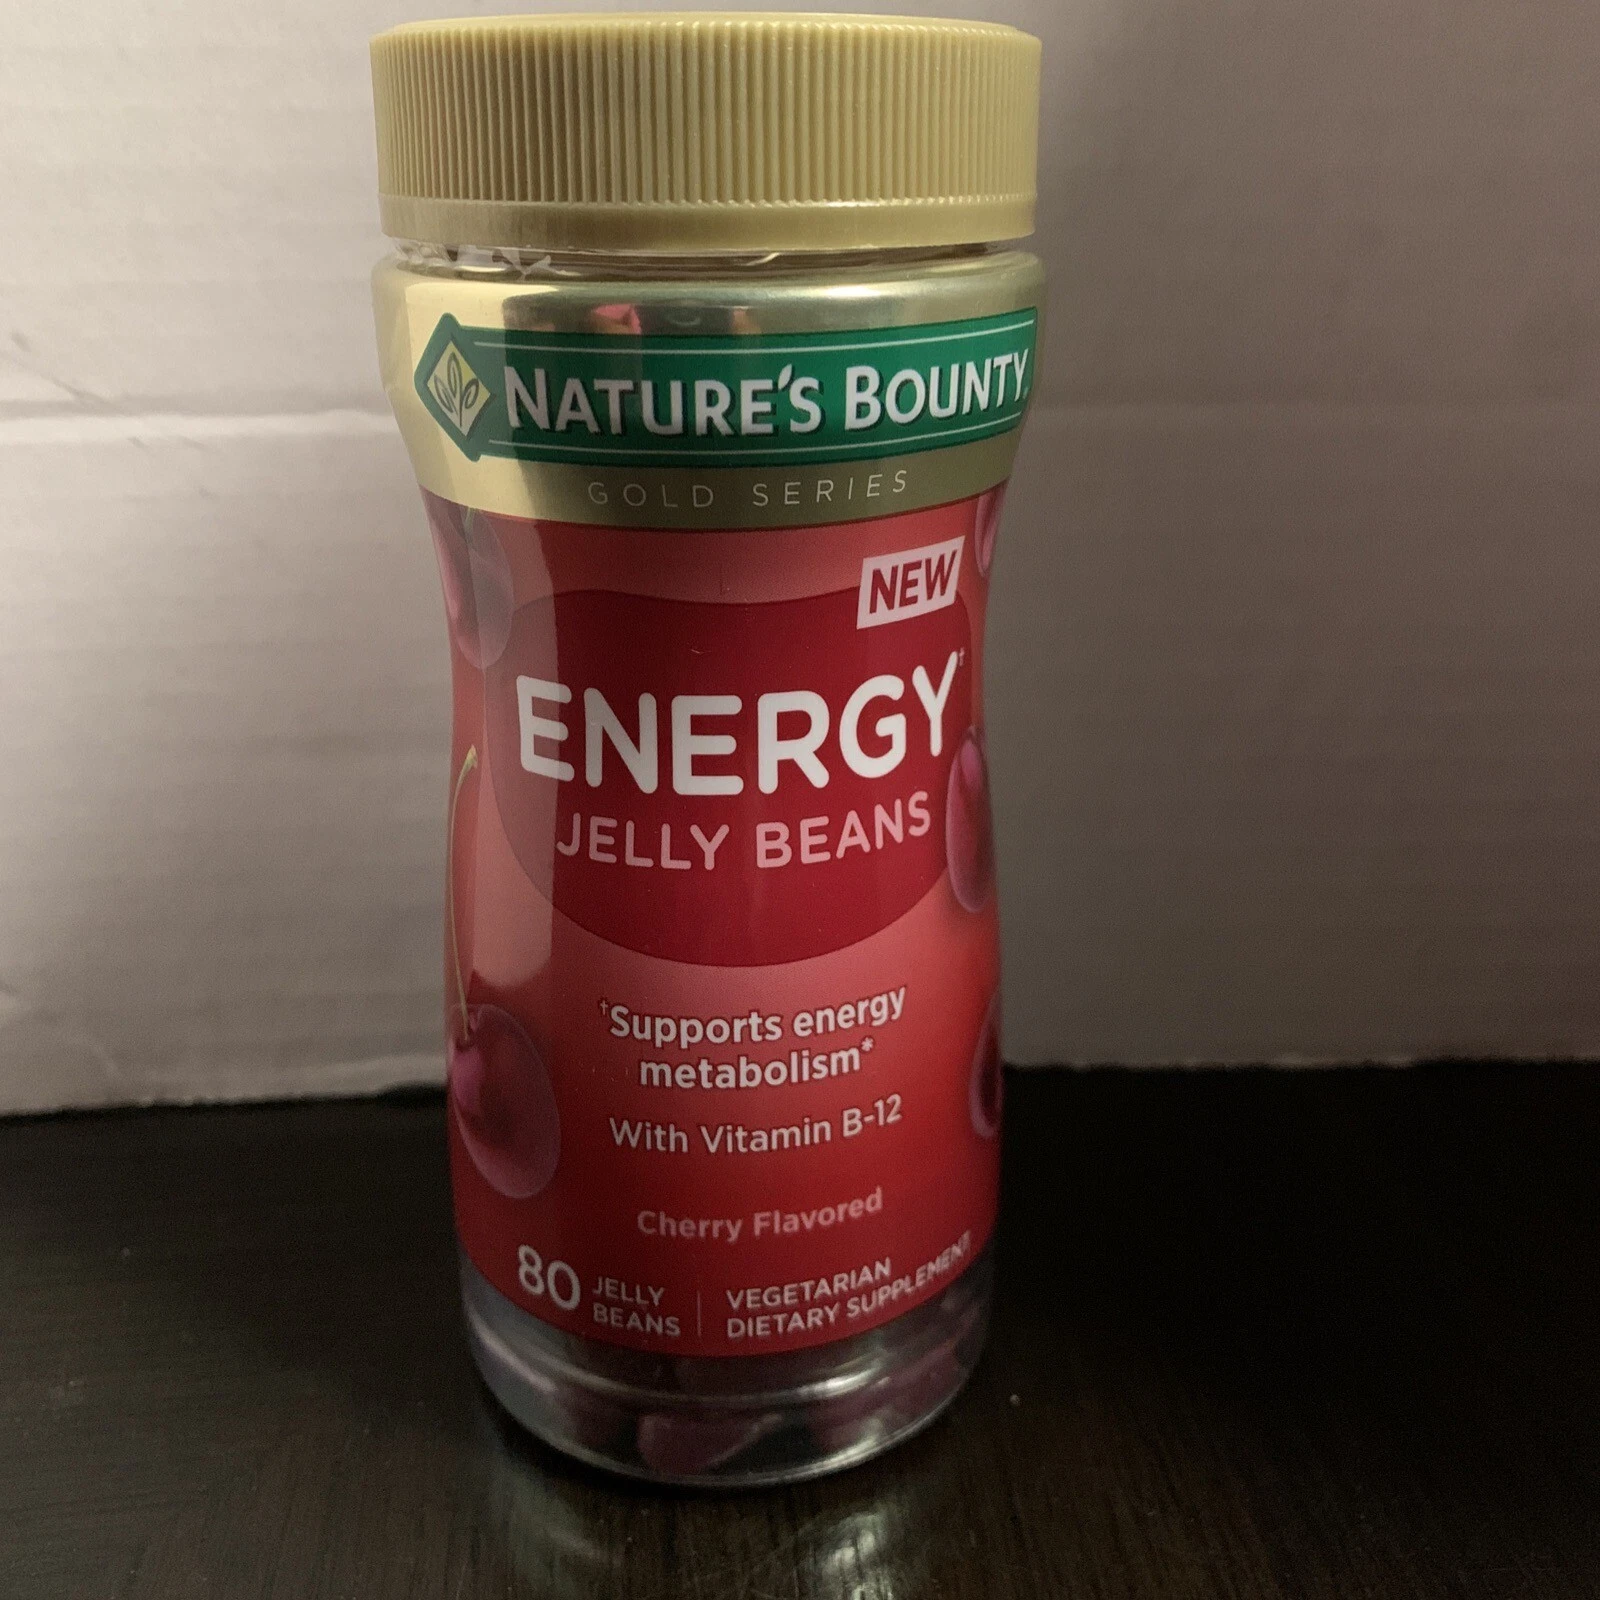 NATURE'S BOUNTY
GOLD SERIES
NEW
ENERGY†
JELLY BEANS
†Supports energy
metabolism*
With Vitamin B-12
Cherry Flavored
80 JELLY
BEANS
VEGETARIAN
DIETARY SUPPLEMENT